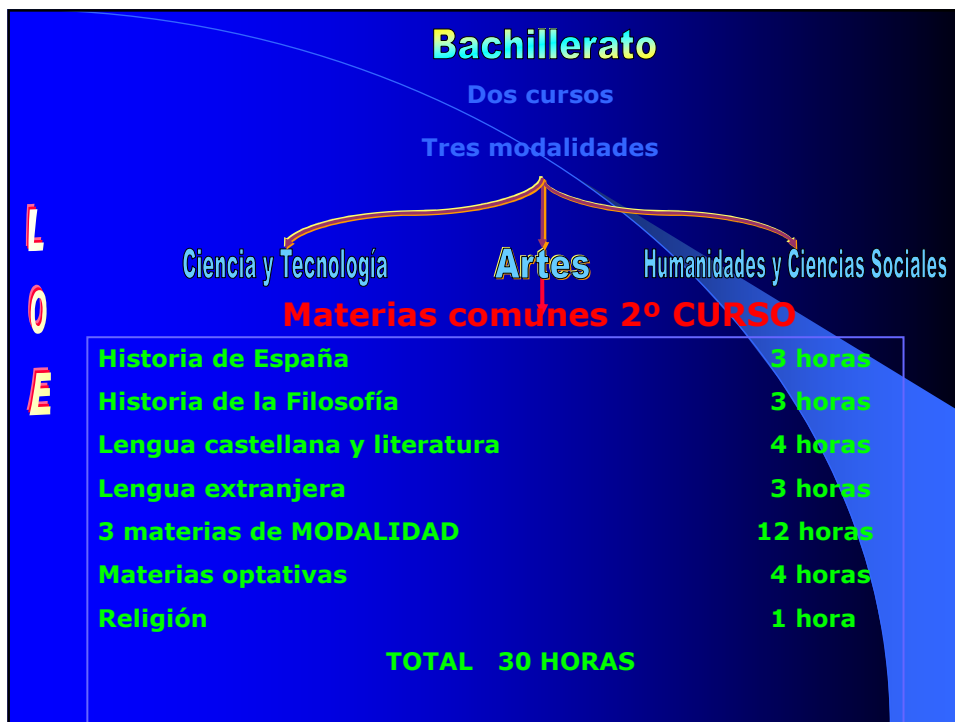 Bachillerato
Dos cursos
Tres modalidades
Ciencia y Tecnología Artes Humanidades y Ciencias Sociales
LOE
Materias comunes 2º CURSO
Historia de España 3 horas
Historia de la Filosofía 3 horas
Lengua castellana y literatura 4 horas
Lengua extranjera 3 horas
3 materias de MODALIDAD 12 horas
Materias optativas 4 horas
Religión 1 hora
TOTAL 30 HORAS